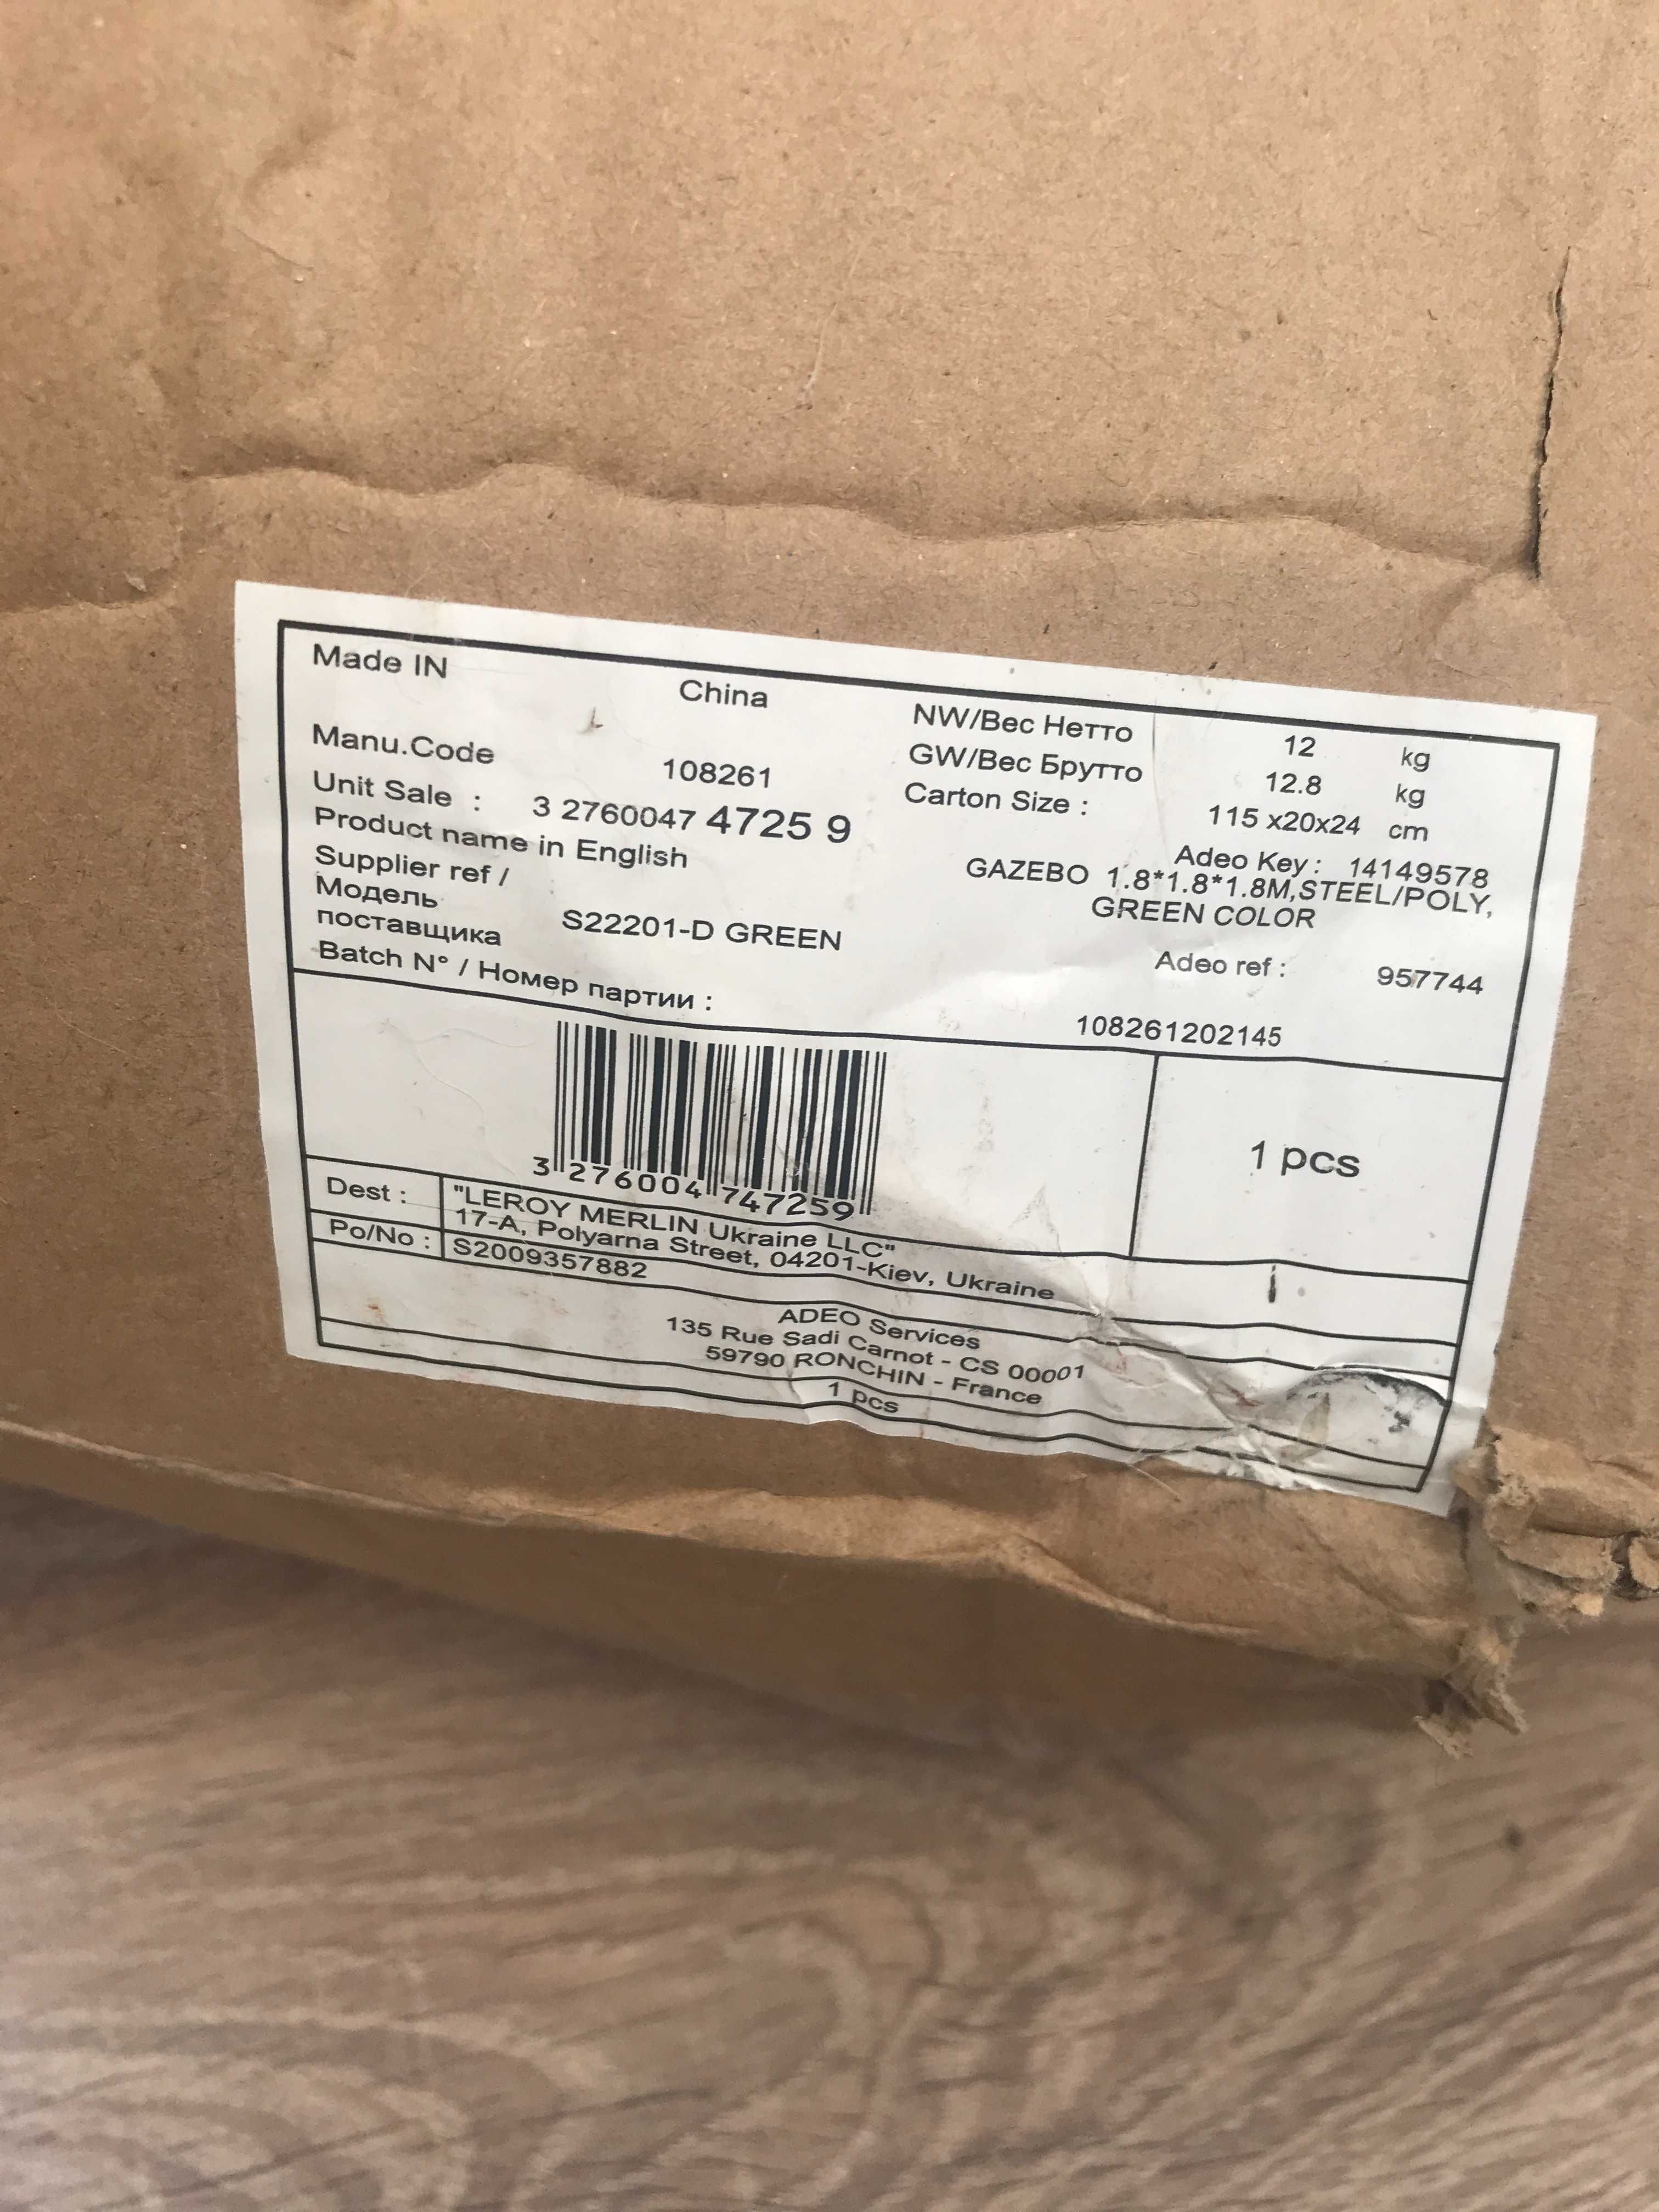 Made IN China
NW/Вес Нетто 12 kg
Manu.Code 108261
GW/Вес Брутто 12.8 kg
Unit Sale : 3 2760047 4725 9
Carton Size : 115 x20x24 cm
Product name in English
Adeo Key : 14149578
GAZEBO 1.8*1.8*1.8M,STEEL/POLY,
GREEN COLOR
Supplier ref /
Модель
поставщика S22201-D GREEN
Adeo ref : 957744
Batch N° / Номер партии : 108261202145
3 276004 747259
1 pcs
Dest : "LEROY MERLIN Ukraine LLC"
17-A, Polyarna Street, 04201-Kiev, Ukraine
Po/No : S2009357882
ADEO Services
135 Rue Sadi Carnot - CS 00001
59790 RONCHIN - France
1 pcs